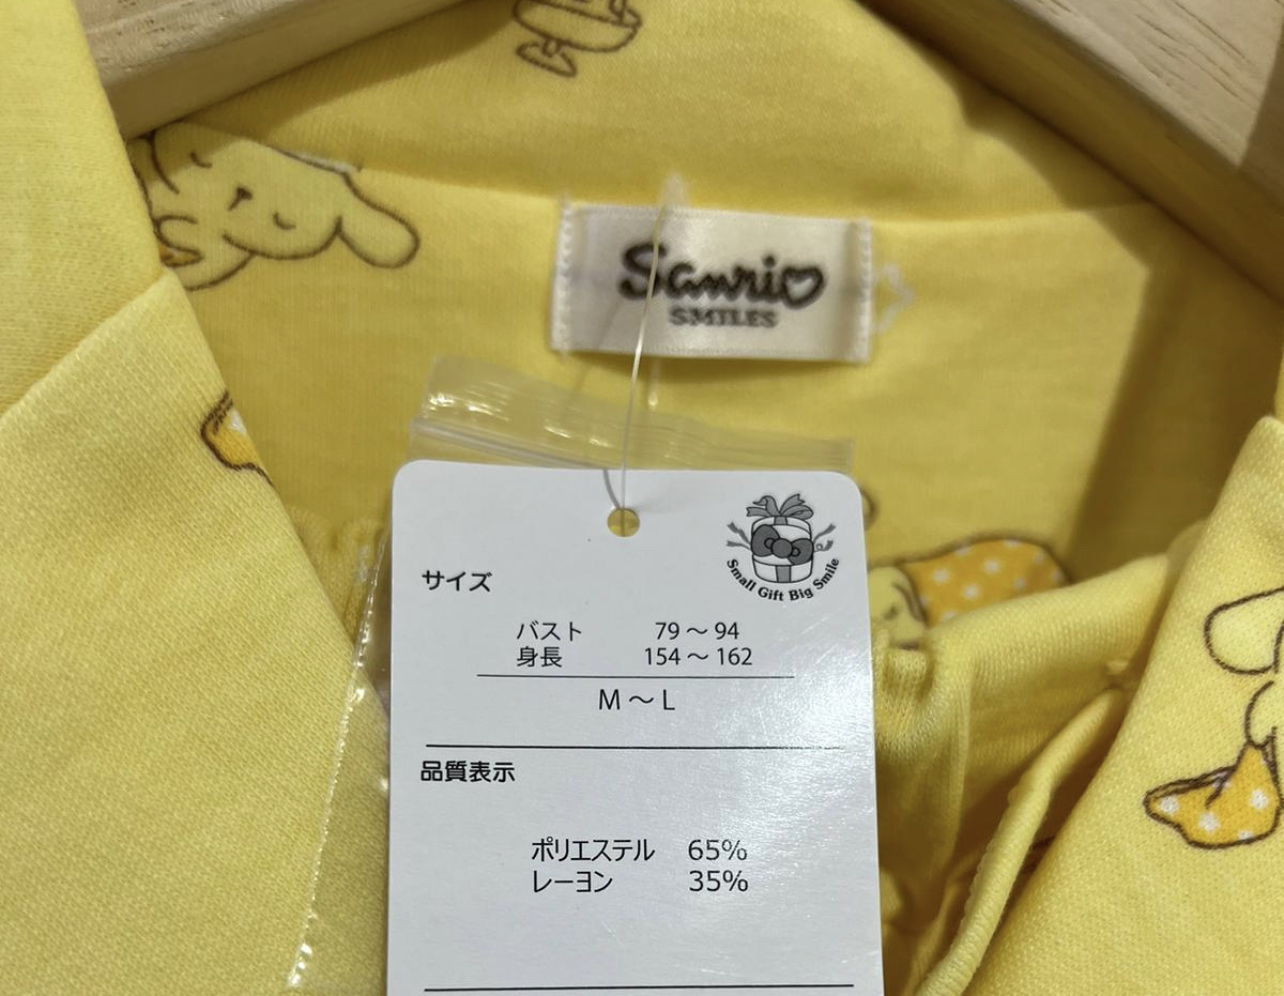 Sanrio
SMILES
Small Gift Big Smile
サイズ
バスト 79～94
身長 154～162
M～L
品質表示
ポリエステル 65%
レーヨン 35%